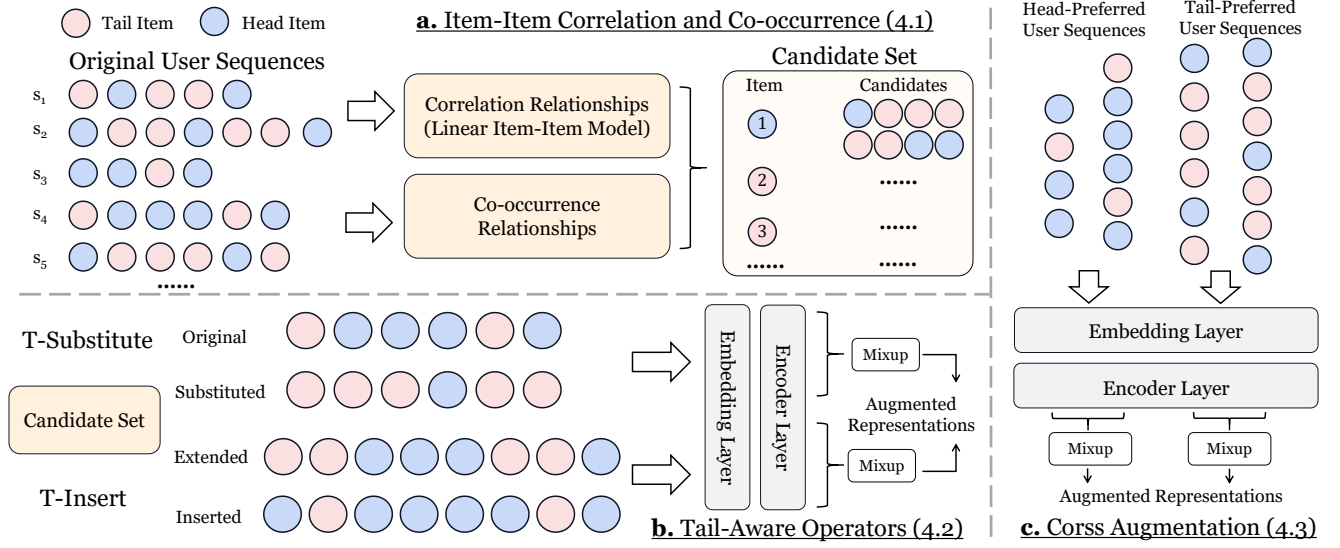 Tail Item
Head Item
a. Item-Item Correlation and Co-occurrence (4.1)
Original User Sequences
s1
s2
s3
s4
s5
......
Correlation Relationships
(Linear Item-Item Model)
Co-occurrence
Relationships
Candidate Set
Item
Candidates
1
2
......
3
......
......
......
T-Substitute
Candidate Set
T-Insert
Original
Substituted
Extended
Inserted
Embedding Layer
Encoder Layer
Mixup
Augmented
Representations
Mixup
b. Tail-Aware Operators (4.2)
Head-Preferred
User Sequences
Tail-Preferred
User Sequences
Embedding Layer
Encoder Layer
Mixup
Mixup
Augmented Representations
c. Corss Augmentation (4.3)